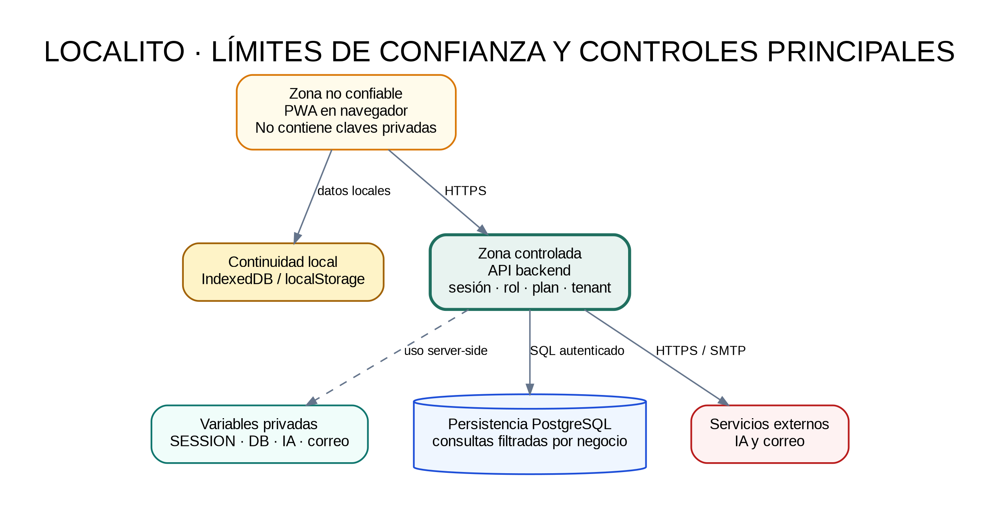 LOCALITO · LÍMITES DE CONFIANZA Y CONTROLES PRINCIPALES
Zona no confiable
PWA en navegador
No contiene claves privadas
datos locales
HTTPS
Continuidad local
IndexedDB / localStorage
Zona controlada
API backend
sesión · rol · plan · tenant
uso server-side
SQL autenticado
HTTPS / SMTP
Variables privadas
SESSION · DB · IA · correo
Persistencia PostgreSQL
consultas filtradas por negocio
Servicios externos
IA y correo